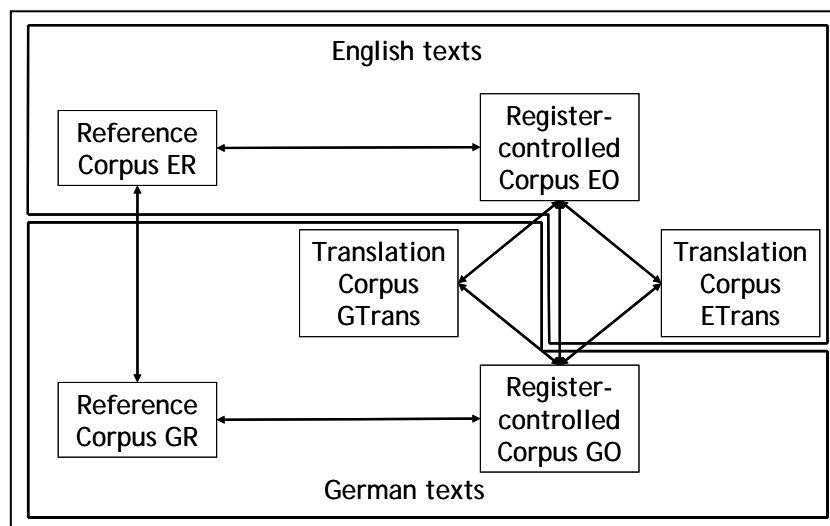 English texts
Reference
Corpus ER
Register-
controlled
Corpus EO
Translation
Corpus
GTrans
Translation
Corpus
ETrans
Reference
Corpus GR
Register-
controlled
Corpus GO
German texts